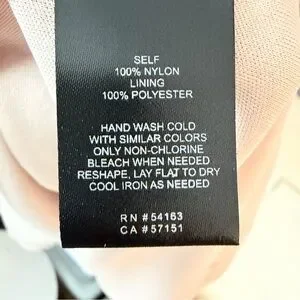 SELF
100% NYLON
LINING
100% POLYESTER
HAND WASH COLD
WITH SIMILAR COLORS
ONLY NON-CHLORINE
BLEACH WHEN NEEDED
RESHAPE, LAY FLAT TO DRY
COOL IRON AS NEEDED
RN # 54163
CA # 57151